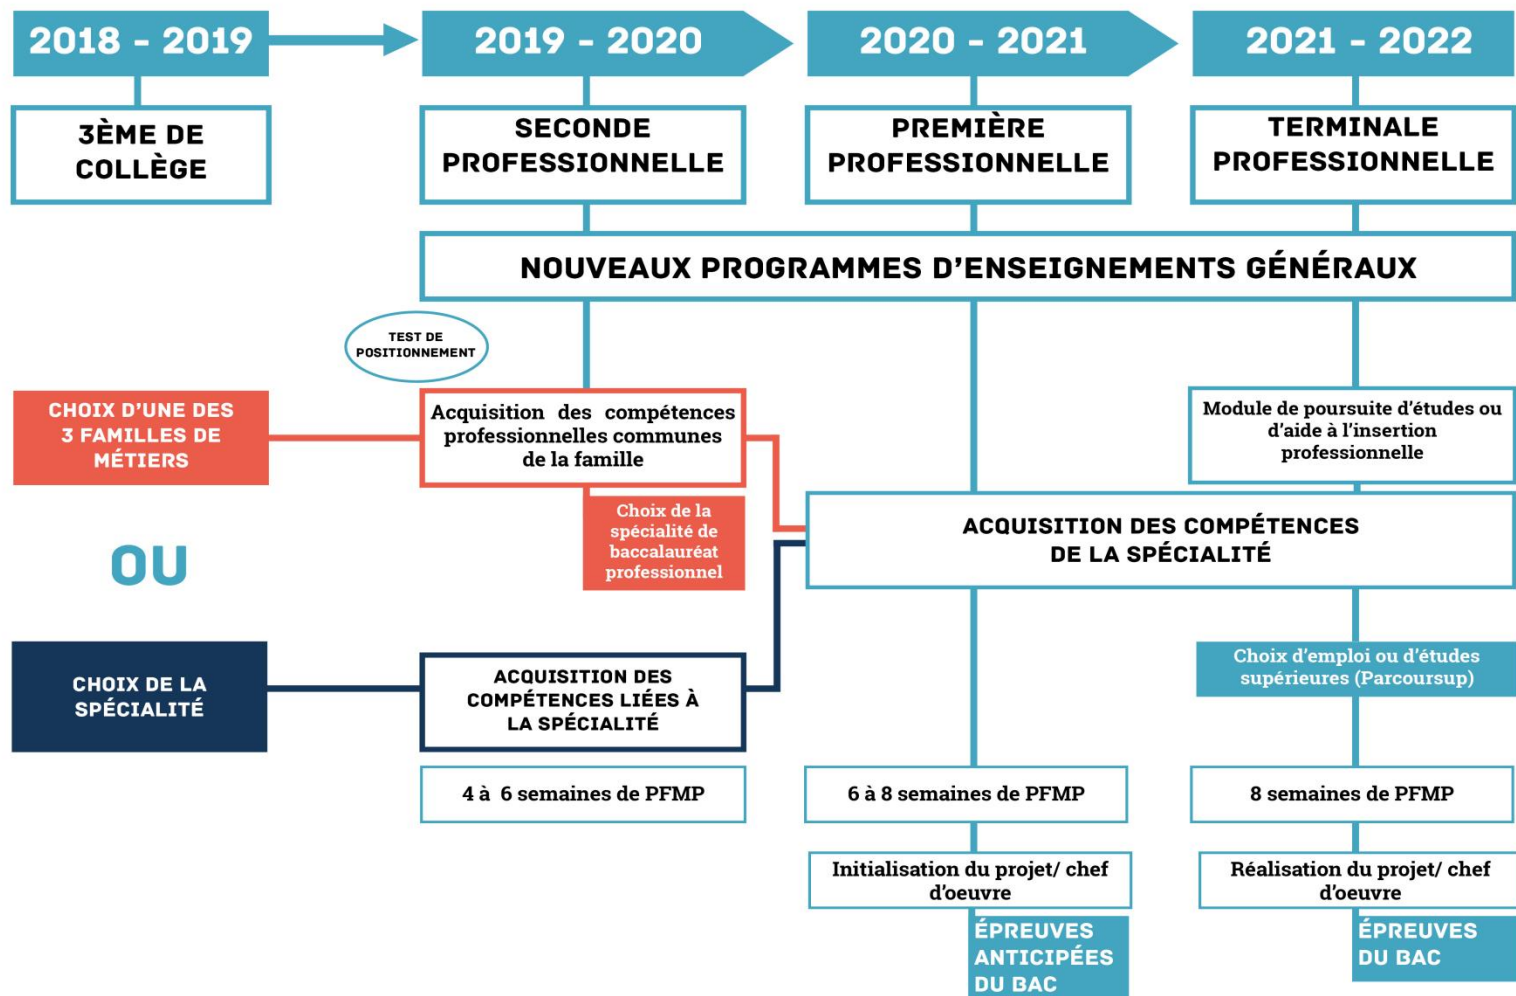 2018 - 2019
2019 - 2020
2020 - 2021
2021 - 2022
3ÈME DE
COLLÈGE
SECONDE
PROFESSIONNELLE
PREMIÈRE
PROFESSIONNELLE
TERMINALE
PROFESSIONNELLE
NOUVEAUX PROGRAMMES D'ENSEIGNEMENTS GÉNÉRAUX
TEST DE
POSITIONNEMENT
CHOIX D'UNE DES
3 FAMILLES DE
MÉTIERS
Acquisition des compétences
professionnelles communes
de la famille
Module de poursuite d'études ou
d'aide à l'insertion
professionnelle
Choix de la
spécialité de
baccalauréat
professionnel
ACQUISITION DES COMPÉTENCES
DE LA SPÉCIALITÉ
OU
CHOIX DE LA
SPÉCIALITÉ
ACQUISITION DES
COMPÉTENCES LIÉES À
LA SPÉCIALITÉ
Choix d'emploi ou d'études
supérieures (Parcoursup)
4 à 6 semaines de PFMP
6 à 8 semaines de PFMP
8 semaines de PFMP
Initialisation du projet/ chef
d'oeuvre
Réalisation du projet/ chef
d'oeuvre
ÉPREUVES
ANTICIPÉES
DU BAC
ÉPREUVES
DU BAC